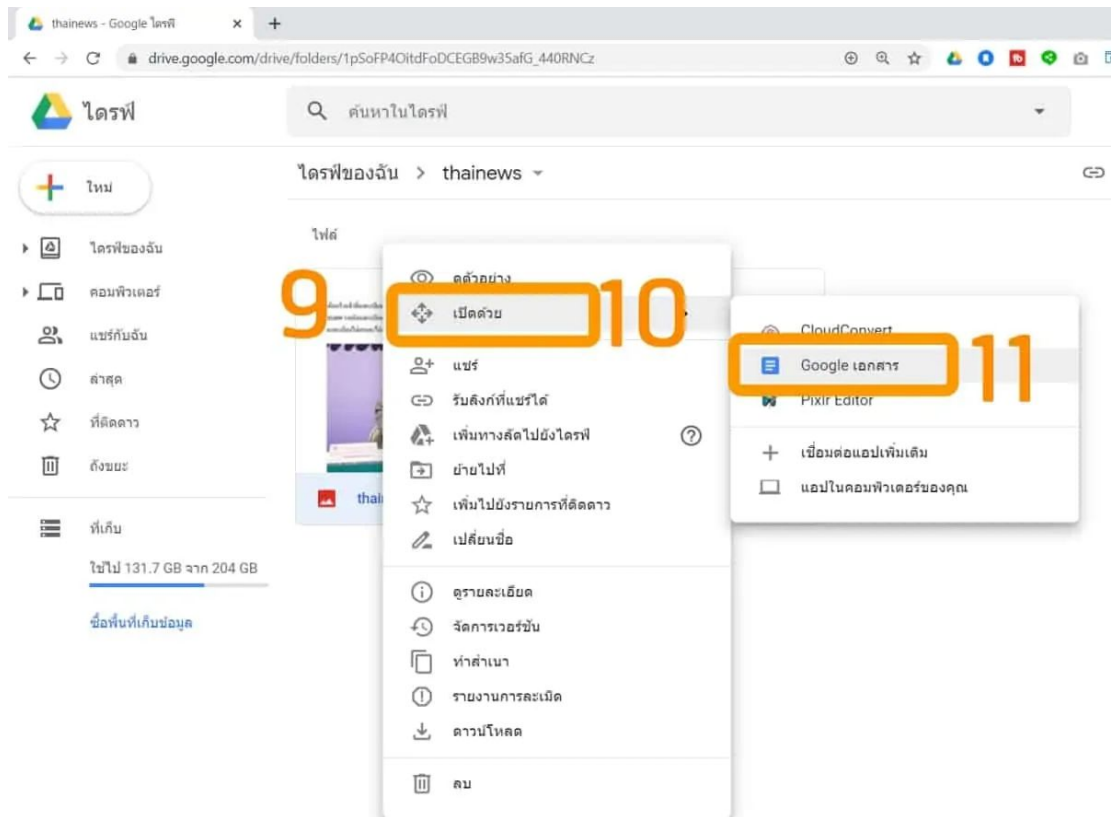 thainews - Google ไดรฟ์
drive.google.com/drive/folders/1pSoFP4OitdFoDCEGB9w35safG_440RNCz
ไดรฟ์
ค้นหาในไดรฟ์
ใหม่
ไดรฟ์ของฉัน > thainews
ไดรฟ์ของฉัน
คอมพิวเตอร์
แชร์กับฉัน
ล่าสุด
ที่ติดดาว
ถังขยะ
ที่เก็บ
ใช้ไป 131.7 GB จาก 204 GB
ซื้อพื้นที่เก็บข้อมูล
ไฟล์
9
thai
ดูตัวอย่าง
เปิดด้วย
10
แชร์
รับลิงก์ที่แชร์ได้
เพิ่มทางลัดไปยังไดรฟ์
ย้ายไปที่
เพิ่มไปยังรายการที่ติดดาว
เปลี่ยนชื่อ
ดูรายละเอียด
จัดการเวอร์ชัน
ทำสำเนา
รายงานการละเมิด
ดาวน์โหลด
ลบ
CloudConvert
Google เอกสาร
11
Pixlr Editor
เชื่อมต่อแอปเพิ่มเติม
แอปในคอมพิวเตอร์ของคุณ